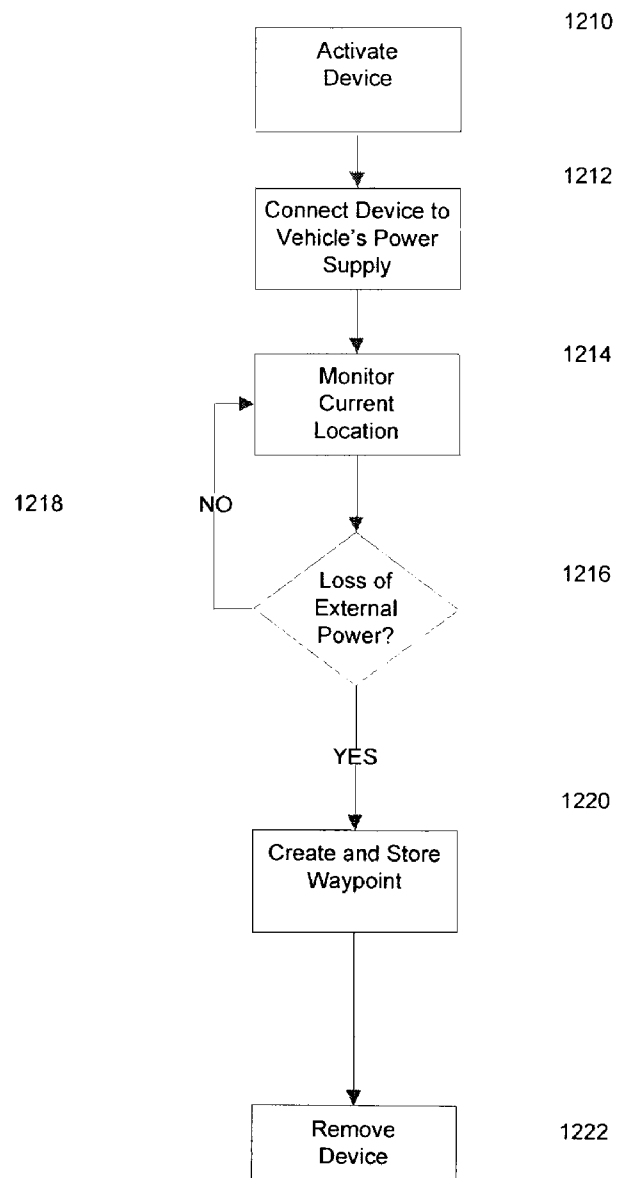 1210
Activate
Device
1212
Connect Device to
Vehicle's Power
Supply
1214
Monitor
Current
Location
1218
NO
1216
Loss of
External
Power?
YES
1220
Create and Store
Waypoint
Remove
Device
1222